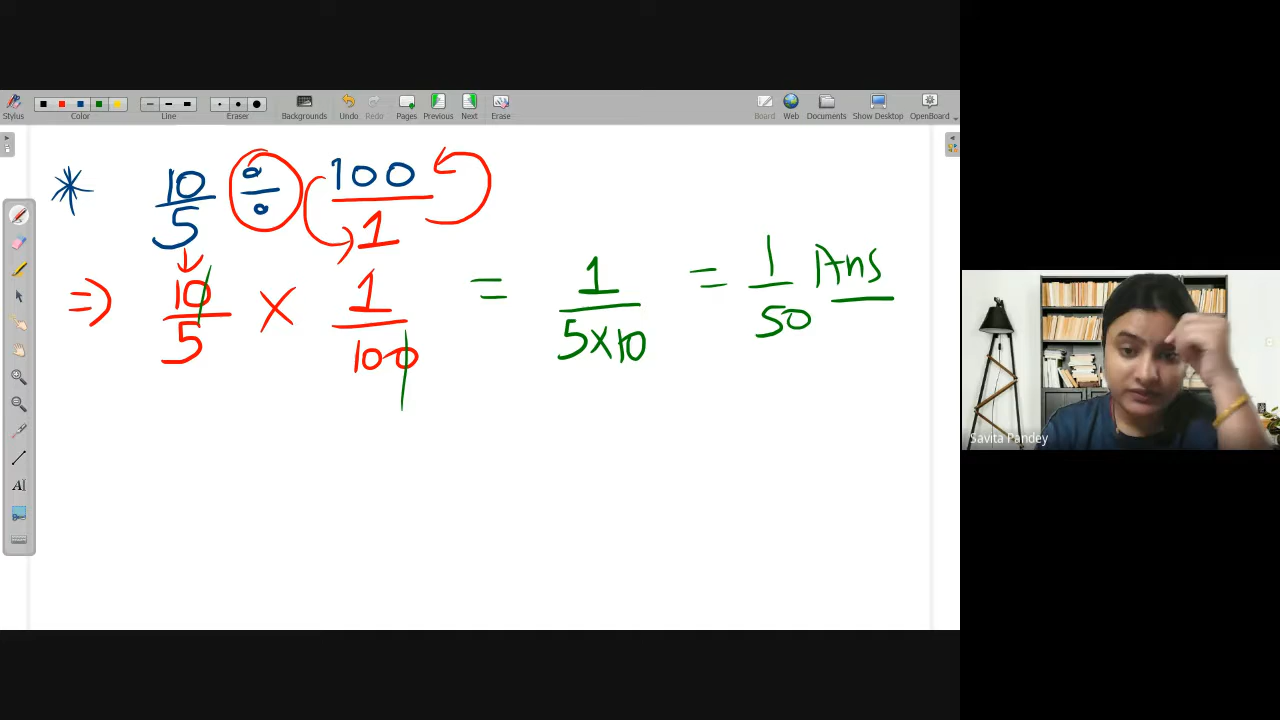 Stylus Color Line Eraser Backgrounds Undo Redo Pages Previous Next Erase Board Web Documents Show Desktop OpenBoard
* 10/5 ÷ 100/1
⇒ 10/5 × 1/100 = 1/5×10 = 1/50 Ans
AI
Savita Pandey